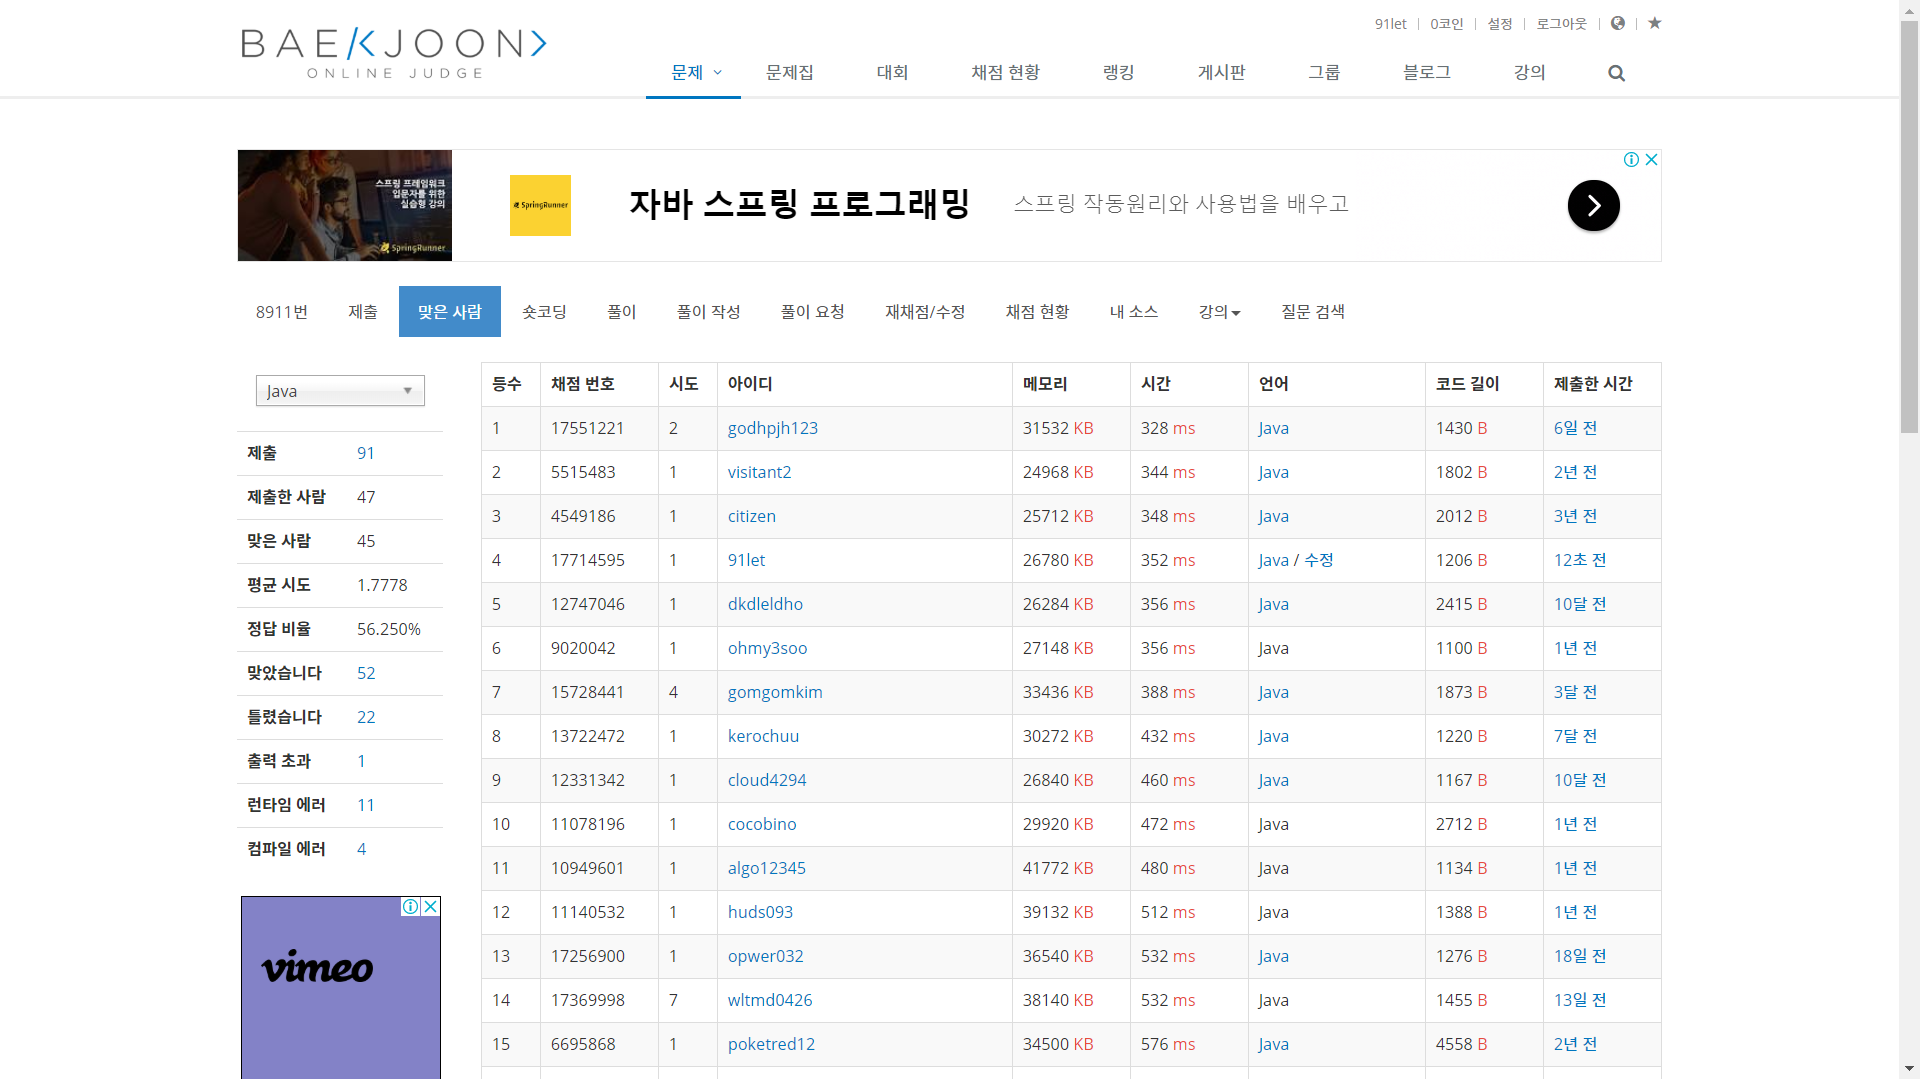 91let 0코인 설정 로그아웃
BAEKJOON
ONLINE JUDGE
문제 문제집 대회 채점 현황 랭킹 게시판 그룹 블로그 강의
스프링 프레임워크
입문자를 위한
실습형 강의
SpringRunner
SpringRunner
자바 스프링 프로그래밍
스프링 작동원리와 사용법을 배우고
8911번 제출 맞은 사람 숏코딩 풀이 풀이 작성 풀이 요청 재채점/수정 채점 현황 내 소스 강의 질문 검색
Java
제출 91
제출한 사람 47
맞은 사람 45
평균 시도 1.7778
정답 비율 56.250%
맞았습니다 52
틀렸습니다 22
출력 초과 1
런타임 에러 11
컴파일 에러 4
vimeo
등수 채점 번호 시도 아이디 메모리 시간 언어 코드 길이 제출한 시간
1 17551221 2 godhpjh123 31532 KB 328 ms Java 1430 B 6일 전
2 5515483 1 visitant2 24968 KB 344 ms Java 1802 B 2년 전
3 4549186 1 citizen 25712 KB 348 ms Java 2012 B 3년 전
4 17714595 1 91let 26780 KB 352 ms Java / 수정 1206 B 12초 전
5 12747046 1 dkdleldho 26284 KB 356 ms Java 2415 B 10달 전
6 9020042 1 ohmy3soo 27148 KB 356 ms Java 1100 B 1년 전
7 15728441 4 gomgomkim 33436 KB 388 ms Java 1873 B 3달 전
8 13722472 1 kerochuu 30272 KB 432 ms Java 1220 B 7달 전
9 12331342 1 cloud4294 26840 KB 460 ms Java 1167 B 10달 전
10 11078196 1 cocobino 29920 KB 472 ms Java 2712 B 1년 전
11 10949601 1 algo12345 41772 KB 480 ms Java 1134 B 1년 전
12 11140532 1 huds093 39132 KB 512 ms Java 1388 B 1년 전
13 17256900 1 opwer032 36540 KB 532 ms Java 1276 B 18일 전
14 17369998 7 wltmd0426 38140 KB 532 ms Java 1455 B 13일 전
15 6695868 1 poketred12 34500 KB 576 ms Java 4558 B 2년 전